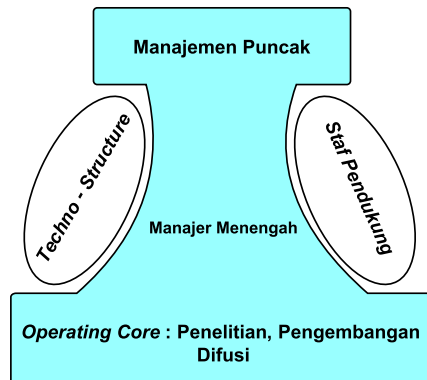 Manajemen Puncak
Techno - Structure
Staf Pendukung
Manajer Menengah
Operating Core : Penelitian, Pengembangan
Difusi